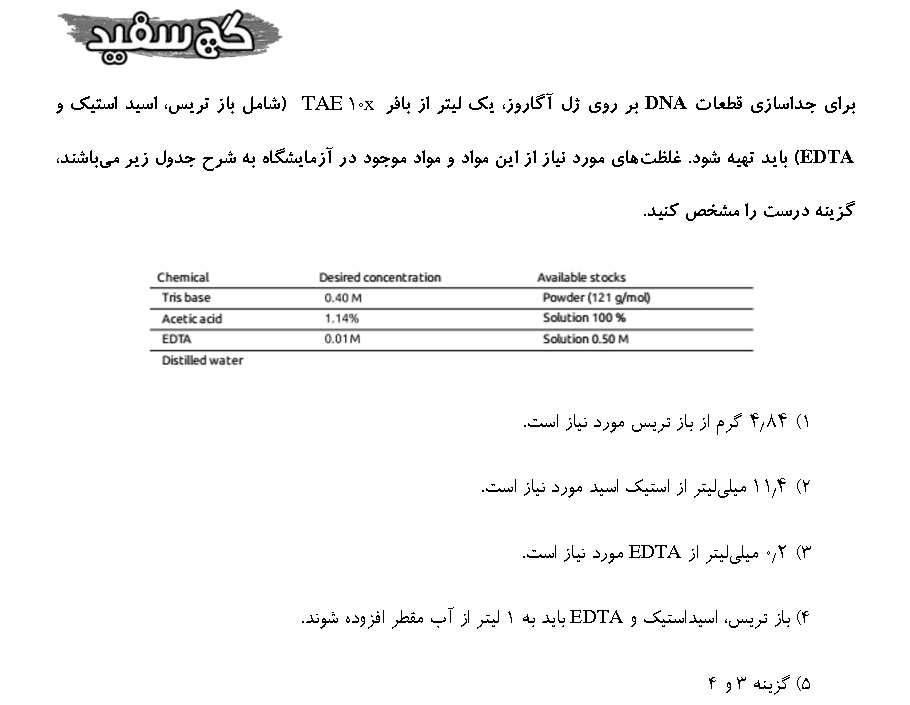 گچ سفید
برای جداسازی قطعات DNA بر روی ژل آگاروز، یک لیتر از بافر TAE ۱۰x (شامل باز تریس، اسید استیک و
EDTA) باید تهیه شود. غلظت‌های مورد نیاز از این مواد و مواد موجود در آزمایشگاه به شرح جدول زیر می‌باشند،
گزینه درست را مشخص کنید.
Chemical Desired concentration Available stocks
Tris base 0.40 M Powder (121 g/mol)
Acetic acid 1.14% Solution 100 %
EDTA 0.01 M Solution 0.50 M
Distilled water
۱) ۴٫۸۴ گرم از باز تریس مورد نیاز است.
۲) ۱۱٫۴ میلی‌لیتر از استیک اسید مورد نیاز است.
۳) ۰٫۲ میلی‌لیتر از EDTA مورد نیاز است.
۴) باز تریس، اسیداستیک و EDTA باید به ۱ لیتر از آب مقطر افزوده شوند.
۵) گزینه ۳ و ۴